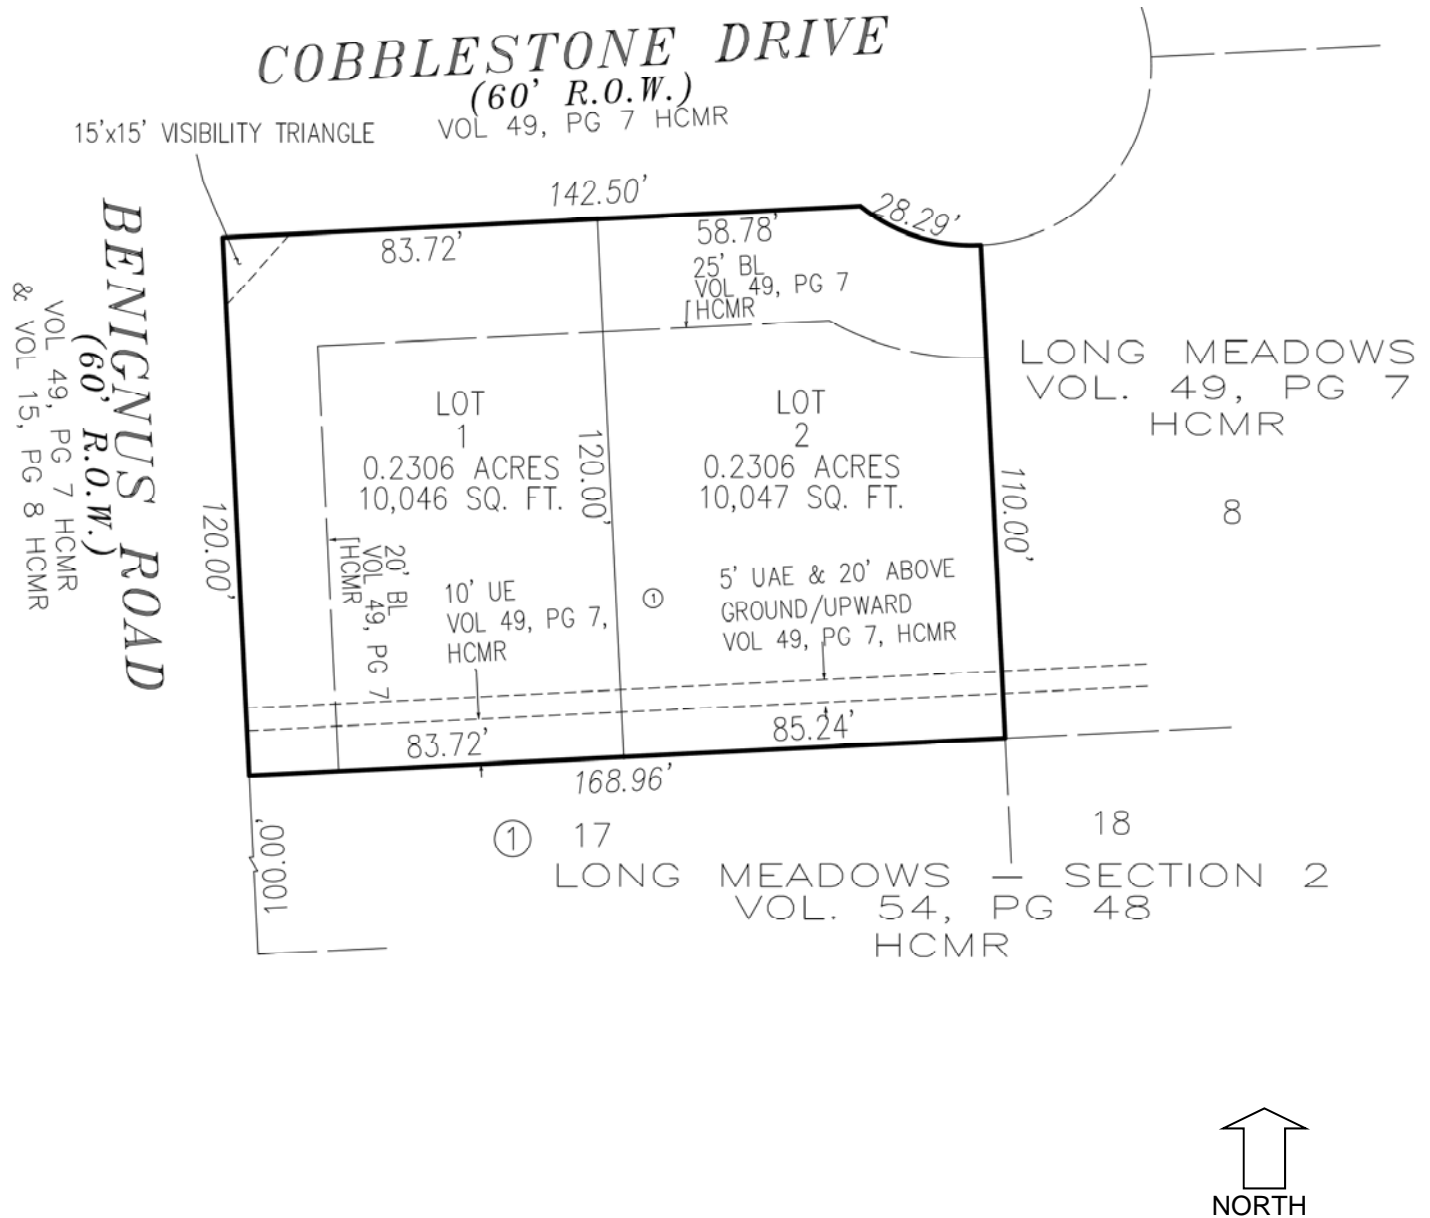 COBBLESTONE DRIVE
(60' R.O.W.)
VOL 49, PG 7 HCMR
15'x15' VISIBILITY TRIANGLE
BENIGNUS ROAD
(60' R.O.W.)
VOL 49, PG 7 HCMR
& VOL 15, PG 8 HCMR
142.50'
28.29'
83.72'
58.78'
25' BL
VOL 49, PG 7
HCMR
LONG MEADOWS
VOL. 49, PG 7
HCMR
8
LOT
1
0.2306 ACRES
10,046 SQ. FT.
120.00'
LOT
2
0.2306 ACRES
10,047 SQ. FT.
110.00'
120.00'
20' BL
VOL 49, PG 7
HCMR
10' UE
VOL 49, PG 7,
HCMR
1
5' UAE & 20' ABOVE
GROUND/UPWARD
VOL 49, PG 7, HCMR
83.72'
85.24'
168.96'
100.00'
1 17
18
LONG MEADOWS – SECTION 2
VOL. 54, PG 48
HCMR
NORTH